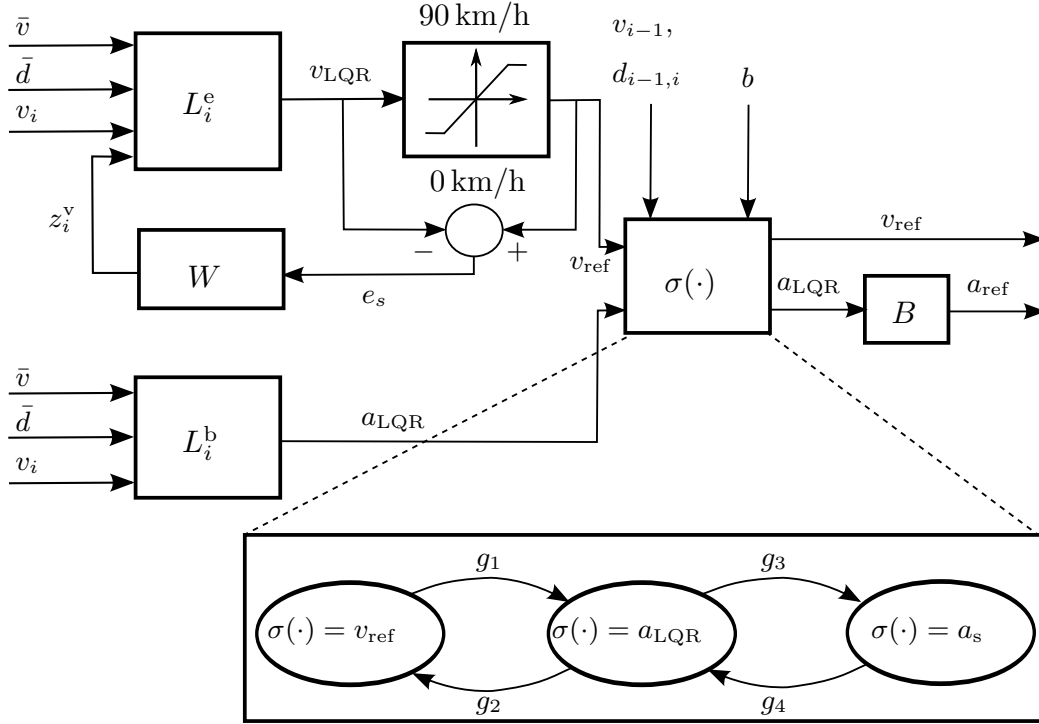 v̄
d̄
v_i
z_i^v
L_i^e
v_LQR
90 km/h
0 km/h
−
+
W
e_s
v_ref
v_{i−1},
d_{i−1,i}
b
σ(·)
v_ref
a_LQR
B
a_ref
v̄
d̄
v_i
L_i^b
a_LQR
g_1
g_3
σ(·) = v_ref
σ(·) = a_LQR
σ(·) = a_s
g_2
g_4